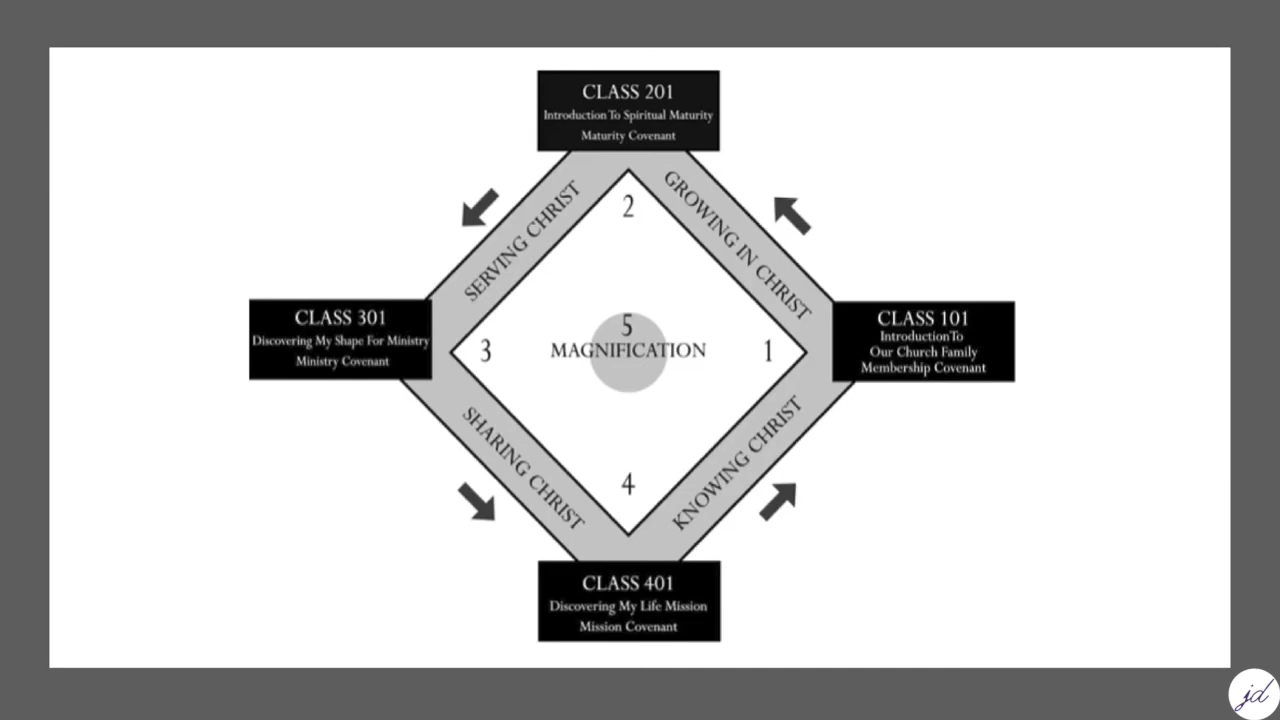 CLASS 201
Introduction To Spiritual Maturity
Maturity Covenant
SERVING CHRIST
GROWING IN CHRIST
2
CLASS 301
Discovering My Shape For Ministry
Ministry Covenant
3
5
MAGNIFICATION
1
CLASS 101
IntroductionTo
Our Church Family
Membership Covenant
SHARING CHRIST
KNOWING CHRIST
4
CLASS 401
Discovering My Life Mission
Mission Covenant
jd